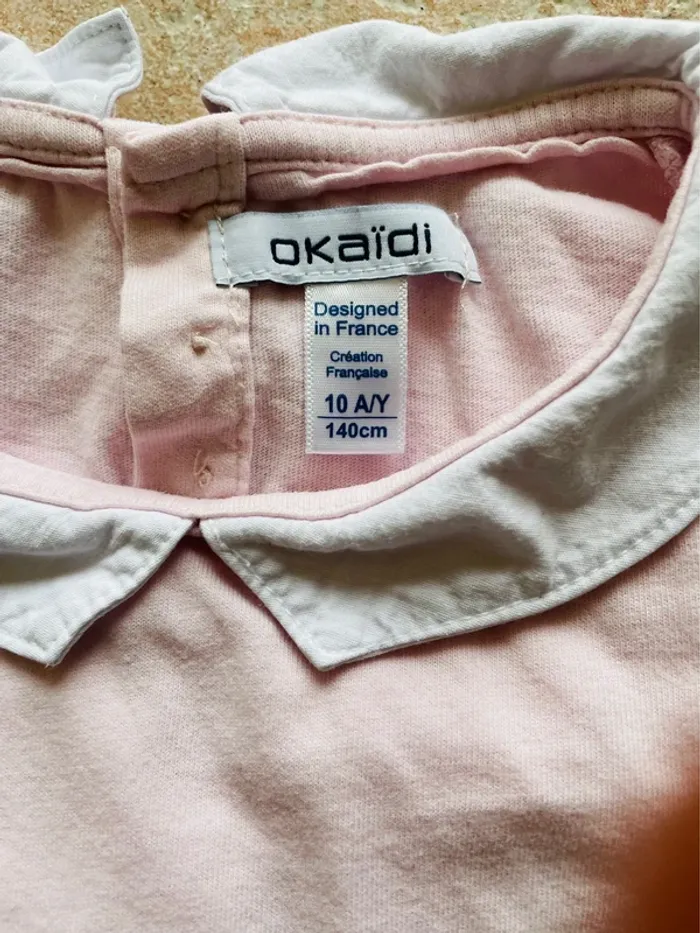 okaïdi
Designed
in France
Création
Française
10 A/Y
140cm